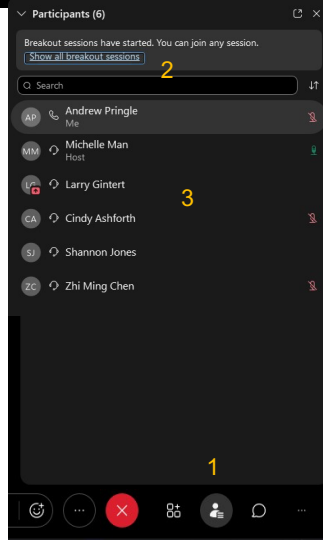 Participants (6)
Breakout sessions have started. You can join any session.
Show all breakout sessions
2
Search
AP
Andrew Pringle
Me
MM
Michelle Man
Host
LG
Larry Gintert
3
CA
Cindy Ashforth
SJ
Shannon Jones
ZC
Zhi Ming Chen
1